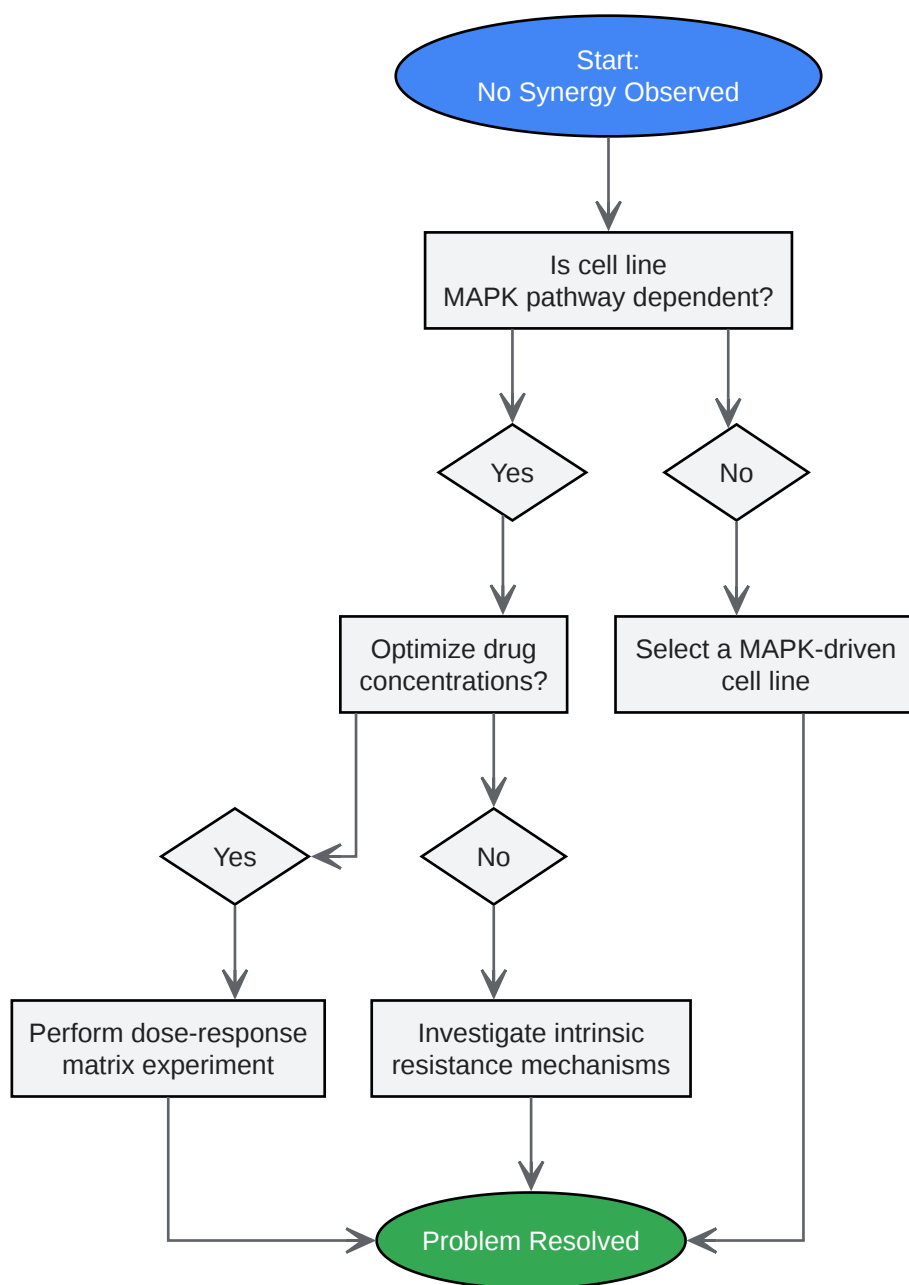 Start:
No Synergy Observed
Is cell line
MAPK pathway dependent?
Yes
No
Optimize drug
concentrations?
Select a MAPK-driven
cell line
Yes
No
Perform dose-response
matrix experiment
Investigate intrinsic
resistance mechanisms
Problem Resolved